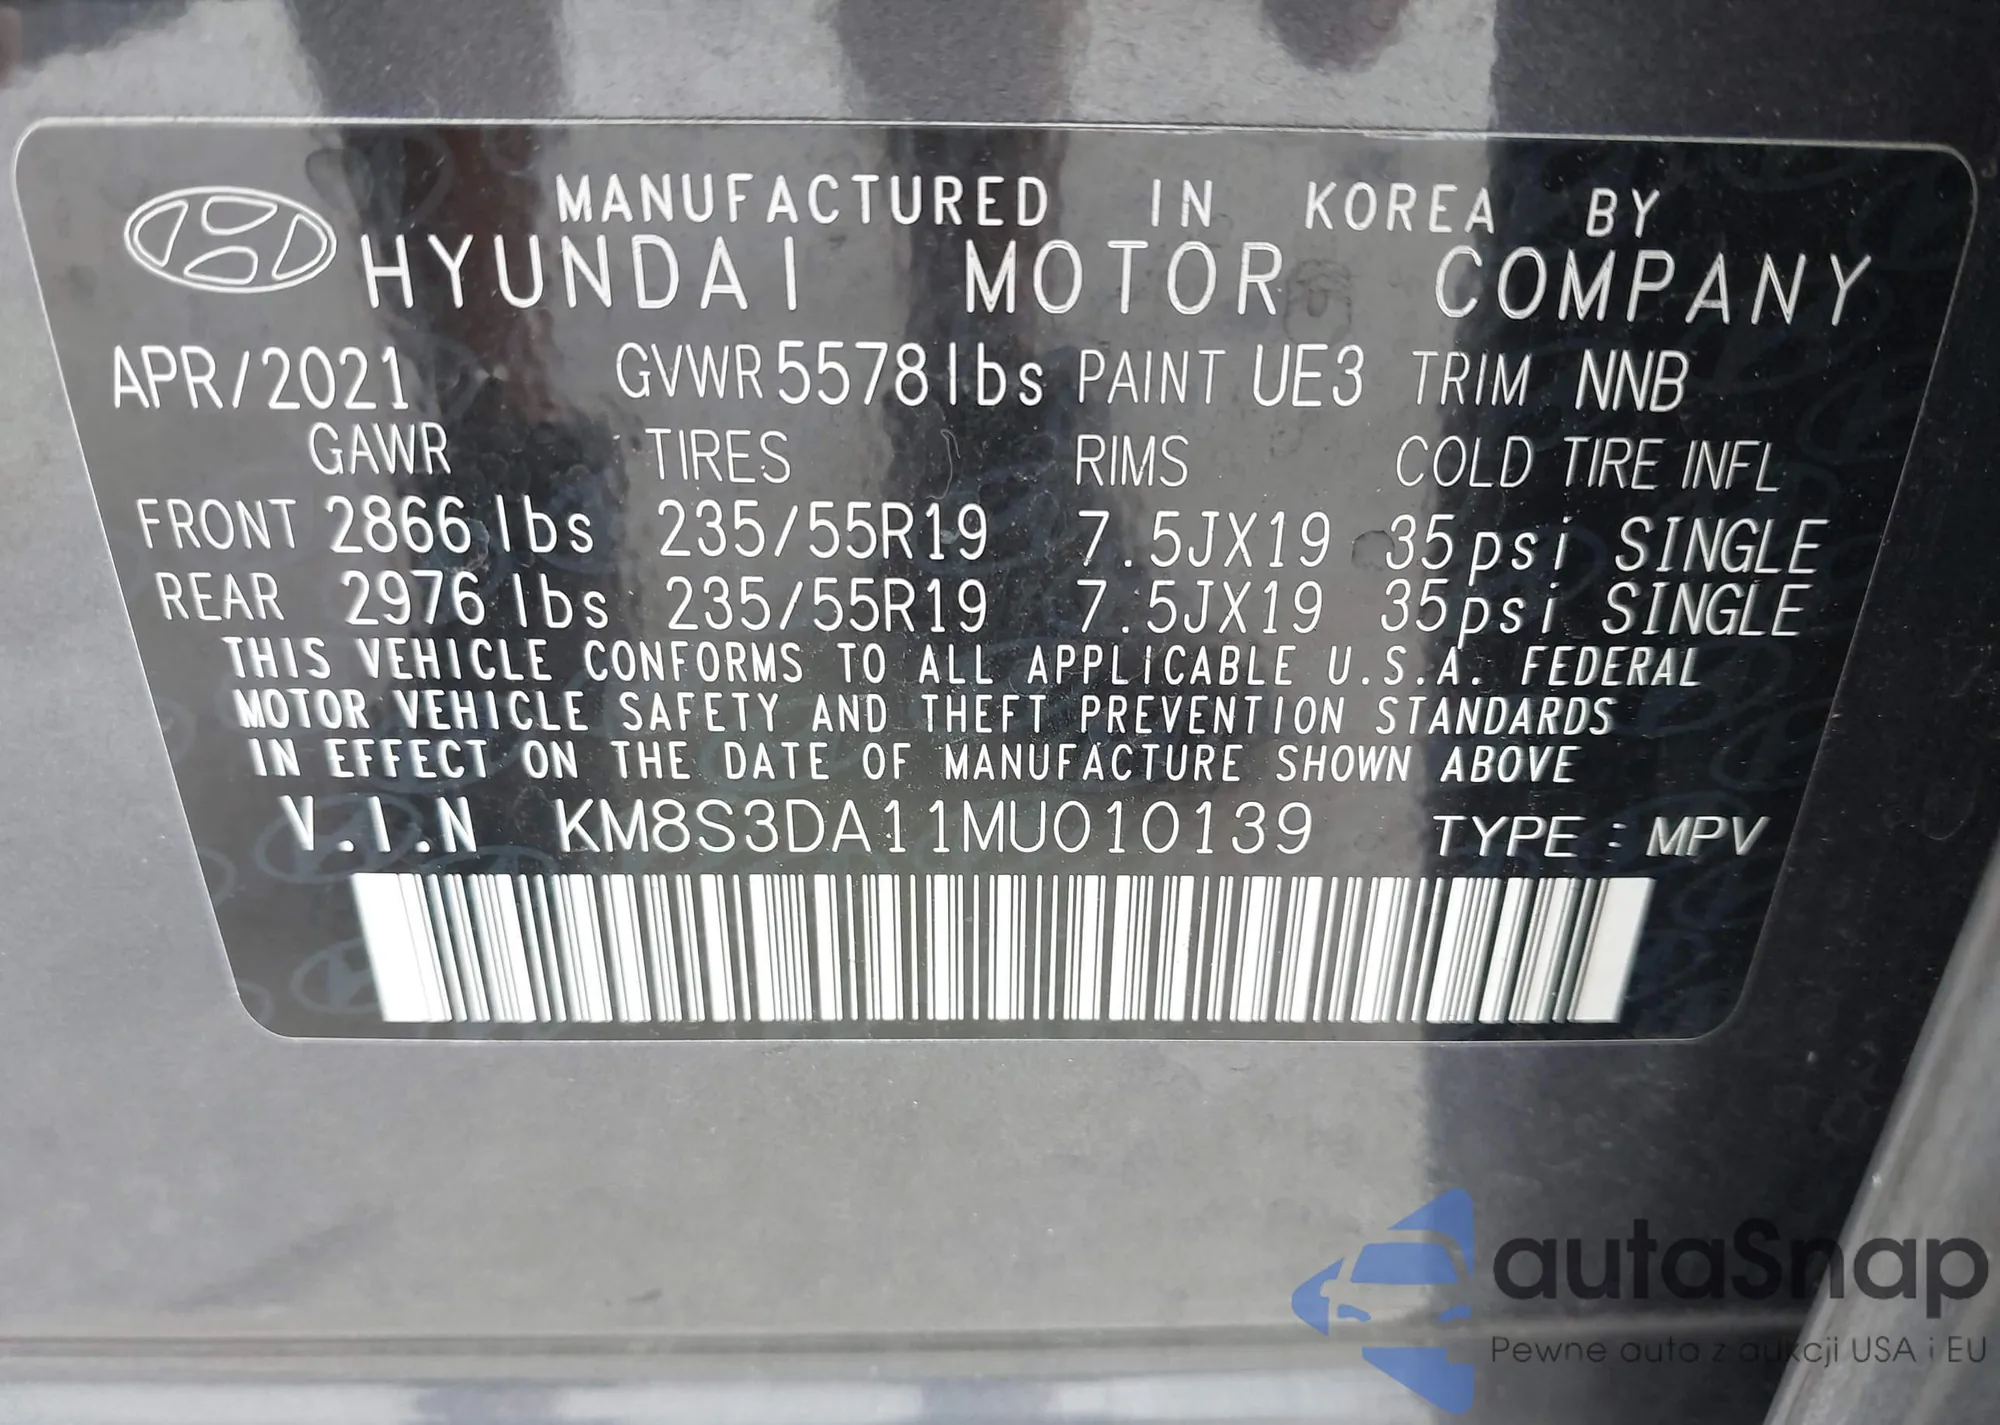 MANUFACTURED IN KOREA BY
HYUNDAI MOTOR COMPANY
APR/2021 GVWR 5578lbs PAINT UE3 TRIM NNB
GAWR TIRES RIMS COLD TIRE INFL
FRONT 2866 lbs 235/55R19 7.5JX19 35psi SINGLE
REAR 2976 lbs 235/55R19 7.5JX19 35psi SINGLE
THIS VEHICLE CONFORMS TO ALL APPLICABLE U.S.A. FEDERAL
MOTOR VEHICLE SAFETY AND THEFT PREVENTION STANDARDS
IN EFFECT ON THE DATE OF MANUFACTURE SHOWN ABOVE
V.I.N KM8S3DA11MU010139 TYPE : MPV
autaSnap
Pewne auta z aukcji USA i EU